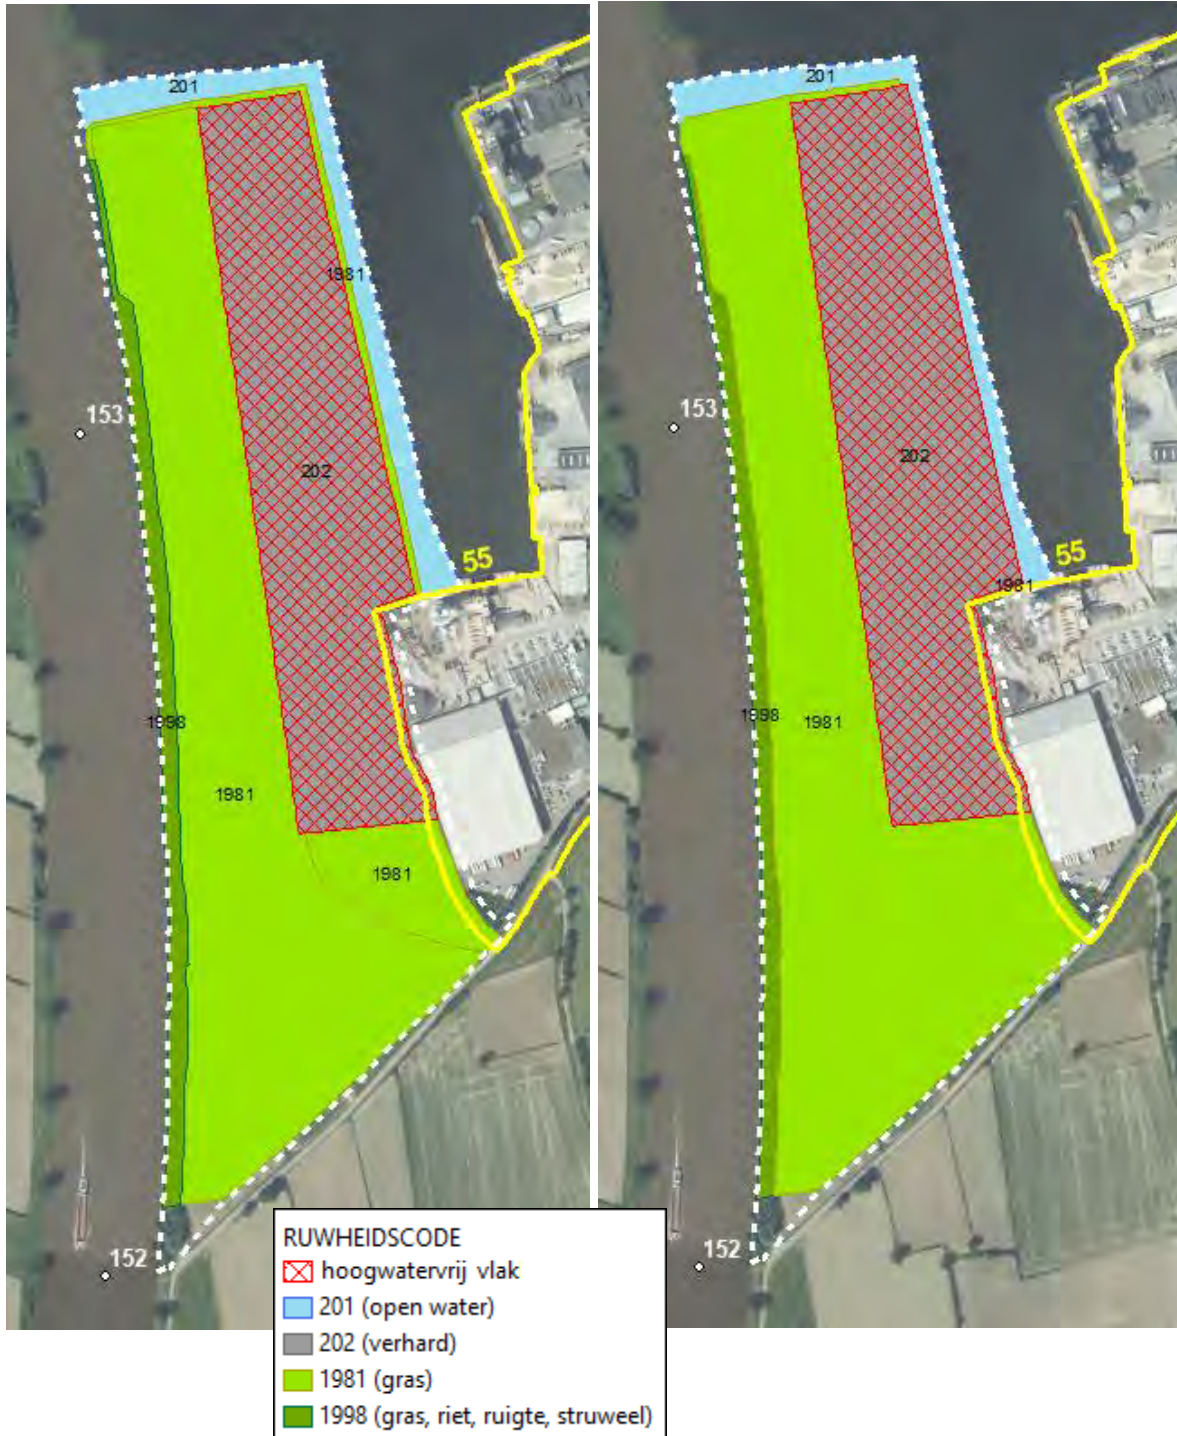 201
1981
153
202
55
1998
1981
1981
152
201
153
202
55
1981
1998
1981
152
RUWHEIDSCODE
hoogwatervrij vlak
201 (open water)
202 (verhard)
1981 (gras)
1998 (gras, riet, ruigte, struweel)